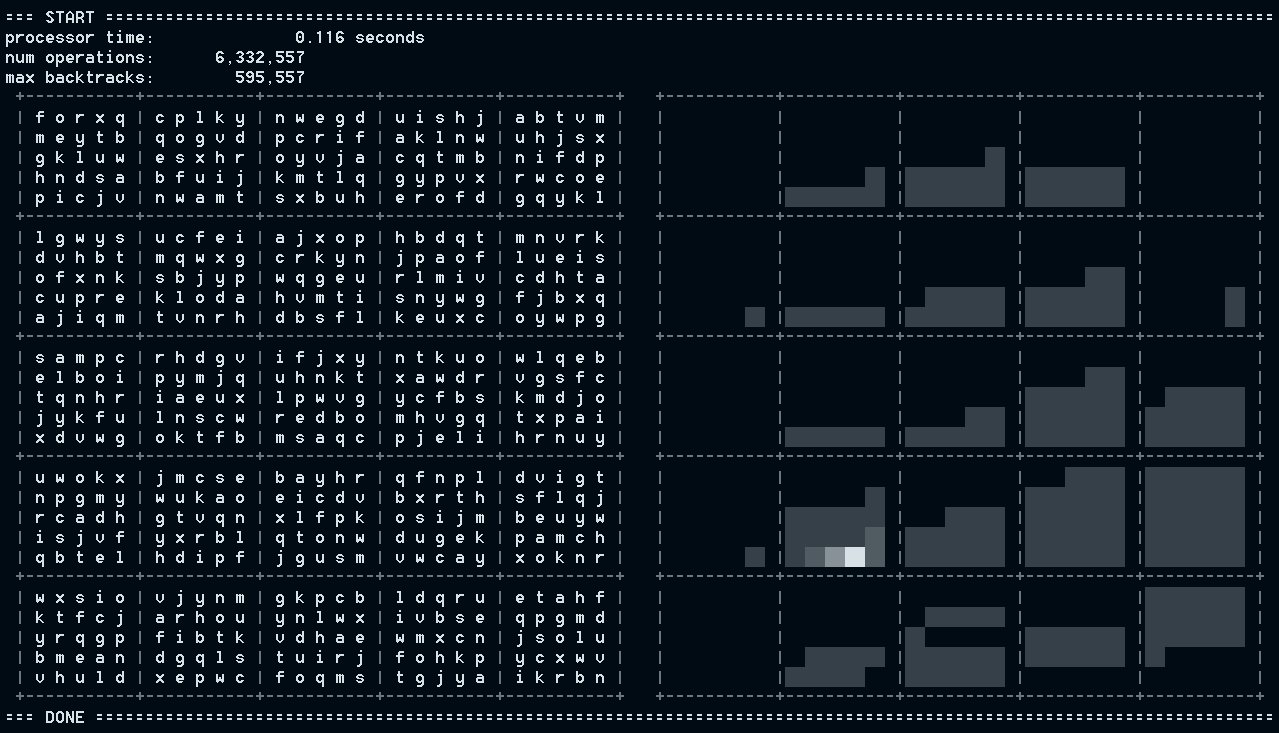 === START ===========================================================================================================
processor time:              0.116 seconds
num operations:      6,332,557
max backtracks:        595,557
+-----------+-----------+-----------+-----------+-----------+   +-----------+-----------+-----------+-----------+-----------+
| f o r x q | c p l k y | n w e g d | u i s h j | a b t v m |   |           |           |           |           |           |
| m e y t b | q o g v d | p c r i f | a k l n w | u h j s x |   |           |           |           |           |           |
| g k l u w | e s x h r | o y v j a | c q t m b | n i f d p |   |           |           |           |           |           |
| h n d s a | b f u i j | k m t l q | g y p v x | r w c o e |   |           |           |           |           |           |
| p i c j v | n w a m t | s x b u h | e r o f d | g q y k l |   |           |           |           |           |           |
+-----------+-----------+-----------+-----------+-----------+   +-----------+-----------+-----------+-----------+-----------+
| l g w y s | u c f e i | a j x o p | h b d q t | m n v r k |   |           |           |           |           |           |
| d v h b t | m q w x g | c r k y n | j p a o f | l u e i s |   |           |           |           |           |           |
| o f x n k | s b j y p | w q g e u | r l m i v | c d h t a |   |           |           |           |           |           |
| c u p r e | k l o d a | h v m t i | s n y w g | f j b x q |   |           |           |           |           |           |
| a j i q m | t v n r h | d b s f l | k e u x c | o y w p g |   |           |           |           |           |           |
+-----------+-----------+-----------+-----------+-----------+   +-----------+-----------+-----------+-----------+-----------+
| s a m p c | r h d g v | i f j x y | n t k u o | w l q e b |   |           |           |           |           |           |
| e l b o i | p y m j q | u h n k t | x a w d r | v g s f c |   |           |           |           |           |           |
| t q n h r | i a e u x | l p w v g | y c f b s | k m d j o |   |           |           |           |           |           |
| j y k f u | l n s c w | r e d b o | m h v g q | t x p a i |   |           |           |           |           |           |
| x d v w g | o k t f b | m s a q c | p j e l i | h r n u y |   |           |           |           |           |           |
+-----------+-----------+-----------+-----------+-----------+   +-----------+-----------+-----------+-----------+-----------+
| u w o k x | j m c s e | b a y h r | q f n p l | d v i g t |   |           |           |           |           |           |
| n p g m y | w u k a o | e i c d v | b x r t h | s f l q j |   |           |           |           |           |           |
| r c a d h | g t v q n | x l f p k | o s i j m | b e u y w |   |           |           |           |           |           |
| i s j v f | y x r b l | q t o n w | d u g e k | p a m c h |   |           |           |           |           |           |
| q b t e l | h d i p f | j g u s m | v w c a y | x o k n r |   |           |           |           |           |           |
+-----------+-----------+-----------+-----------+-----------+   +-----------+-----------+-----------+-----------+-----------+
| w x s i o | v j y n m | g k p c b | l d q r u | e t a h f |   |           |           |           |           |           |
| k t f c j | a r h o u | y n l w x | i v b s e | q p g m d |   |           |           |           |           |           |
| y r q g p | f i b t k | v d h a e | w m x c n | j s o l u |   |           |           |           |           |           |
| b m e a n | d g q l s | t u i r j | f o h k p | y c x w v |   |           |           |           |           |           |
| v h u l d | x e p w c | f o q m s | t g j y a | i k r b n |   |           |           |           |           |           |
+-----------+-----------+-----------+-----------+-----------+   +-----------+-----------+-----------+-----------+-----------+
=== DONE ============================================================================================================